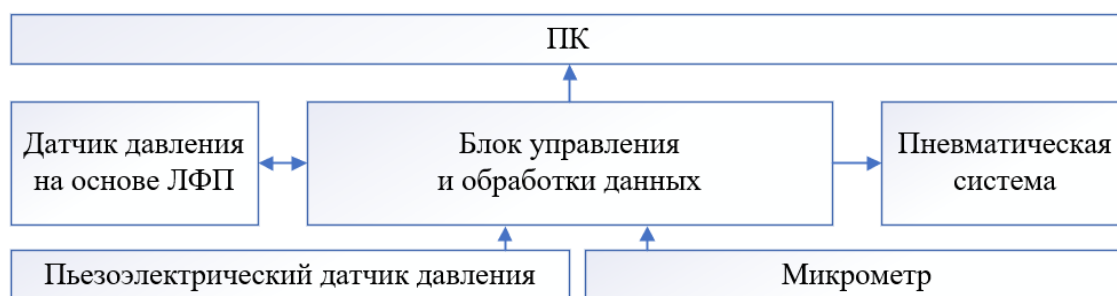 ПК
Датчик давления
на основе ЛФП
Блок управления
и обработки данных
Пневматическая
система
Пьезоэлектрический датчик давления
Микрометр